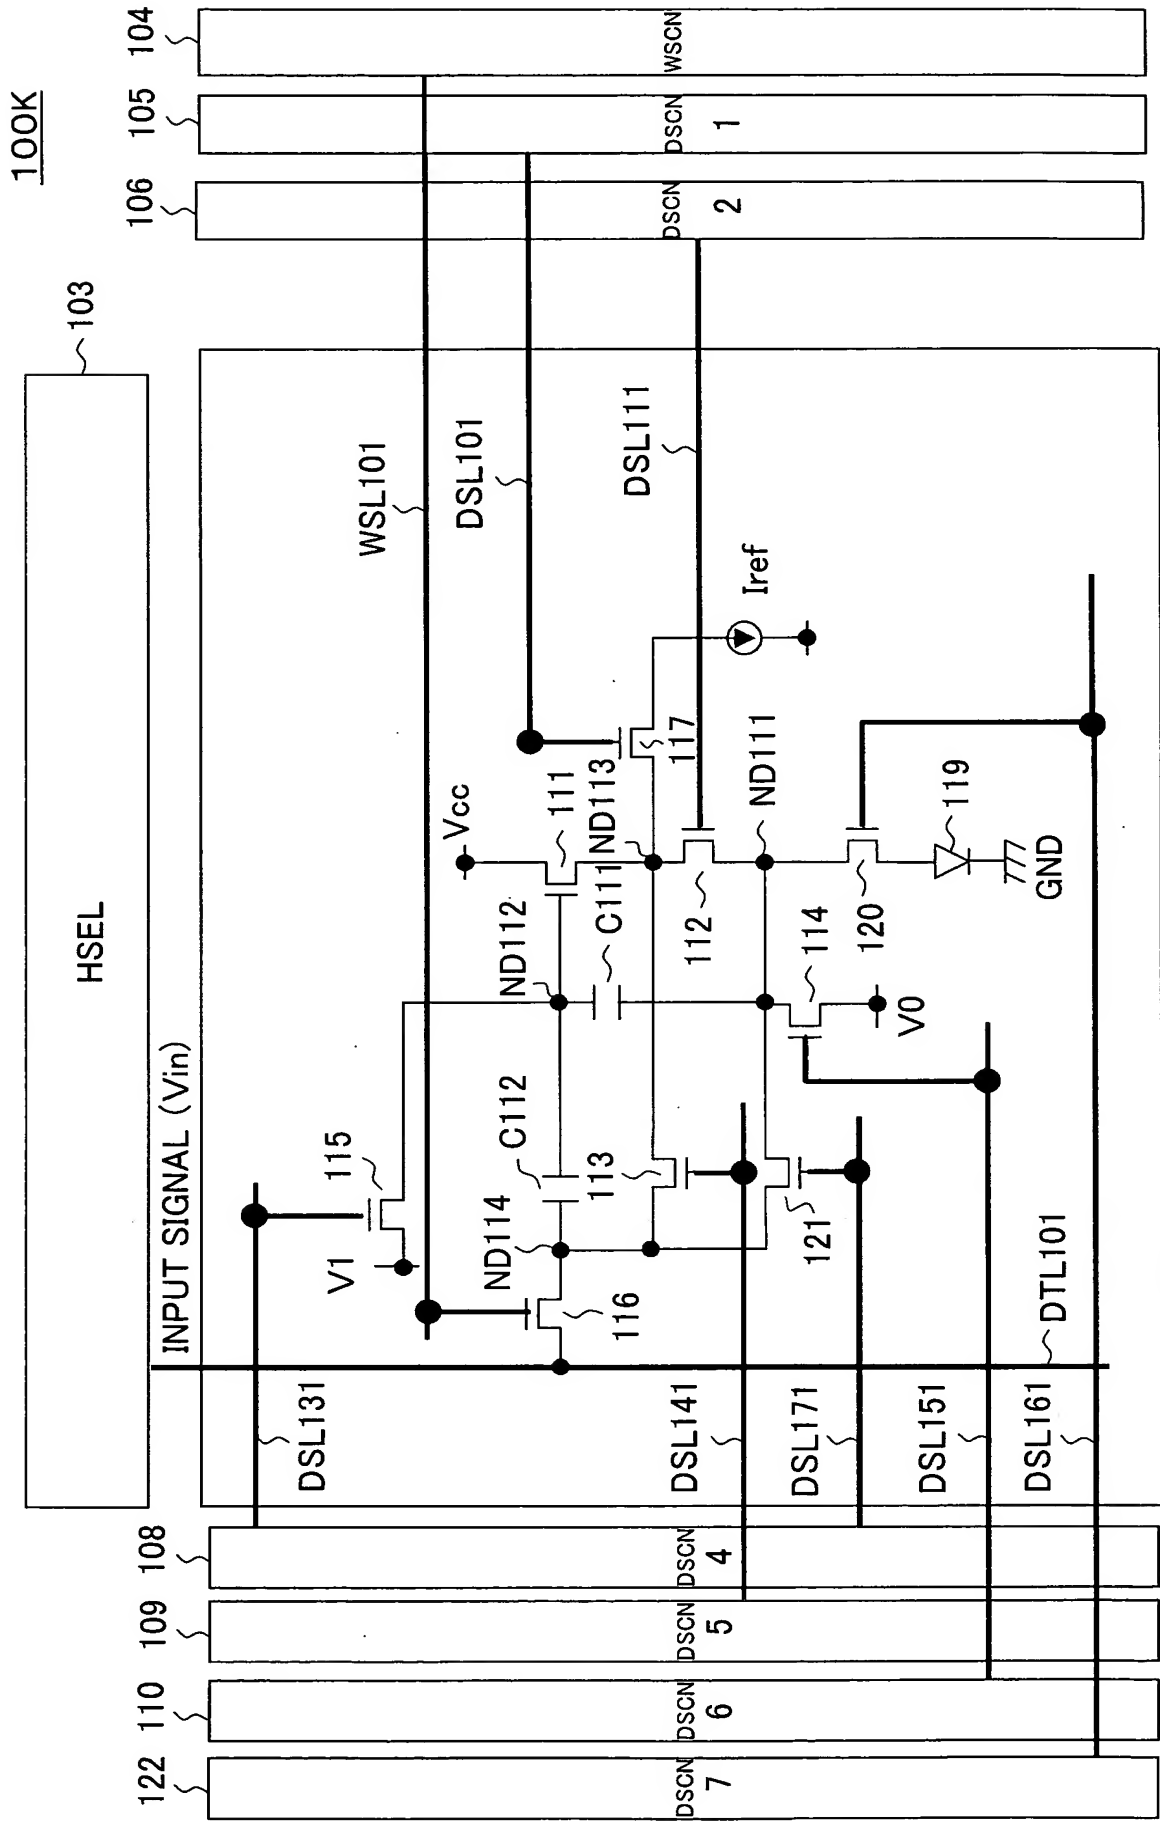 100K
HSEL
103
INPUT SIGNAL (Vin)
122
110
109
108
106
105
104
DSCN
7
DSCN
6
DSCN
5
DSCN
4
DSCN
2
DSCN
1
WSCN
DSL131
V1
115
WSL101
DSL101
ND114
C112
ND112
Vcc
111
116
113
C111
ND113
117
DSL111
Iref
DSL141
DSL171
121
112
ND111
114
120
119
V0
GND
DSL151
DSL161
DTL101